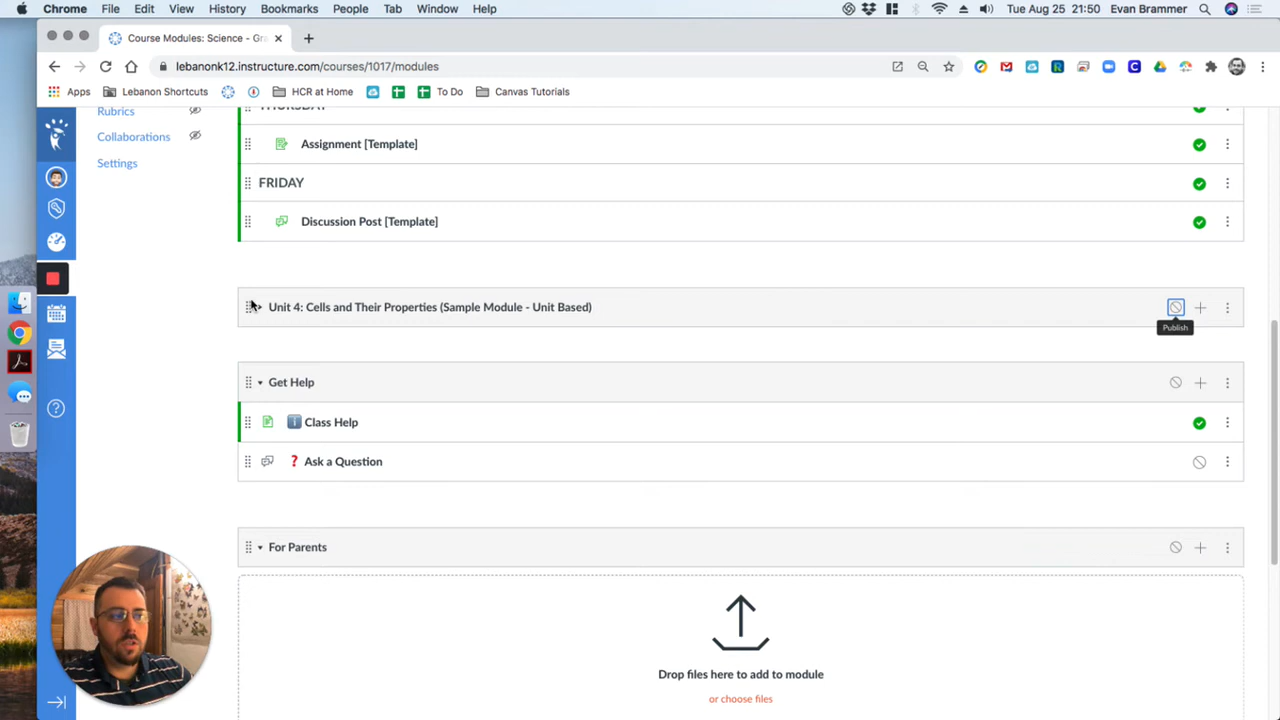 Chrome File Edit View History Bookmarks People Tab Window Help Tue Aug 25 21:50 Evan Brammer
Course Modules: Science - Gra
lebanonk12.instructure.com/courses/1017/modules
Apps Lebanon Shortcuts HCR at Home To Do Canvas Tutorials
THURSDAY
Rubrics
Collaborations
Assignment [Template]
Settings
FRIDAY
Discussion Post [Template]
Unit 4: Cells and Their Properties (Sample Module - Unit Based)
Publish
Get Help
Class Help
❓ Ask a Question
For Parents
Drop files here to add to module
or choose files